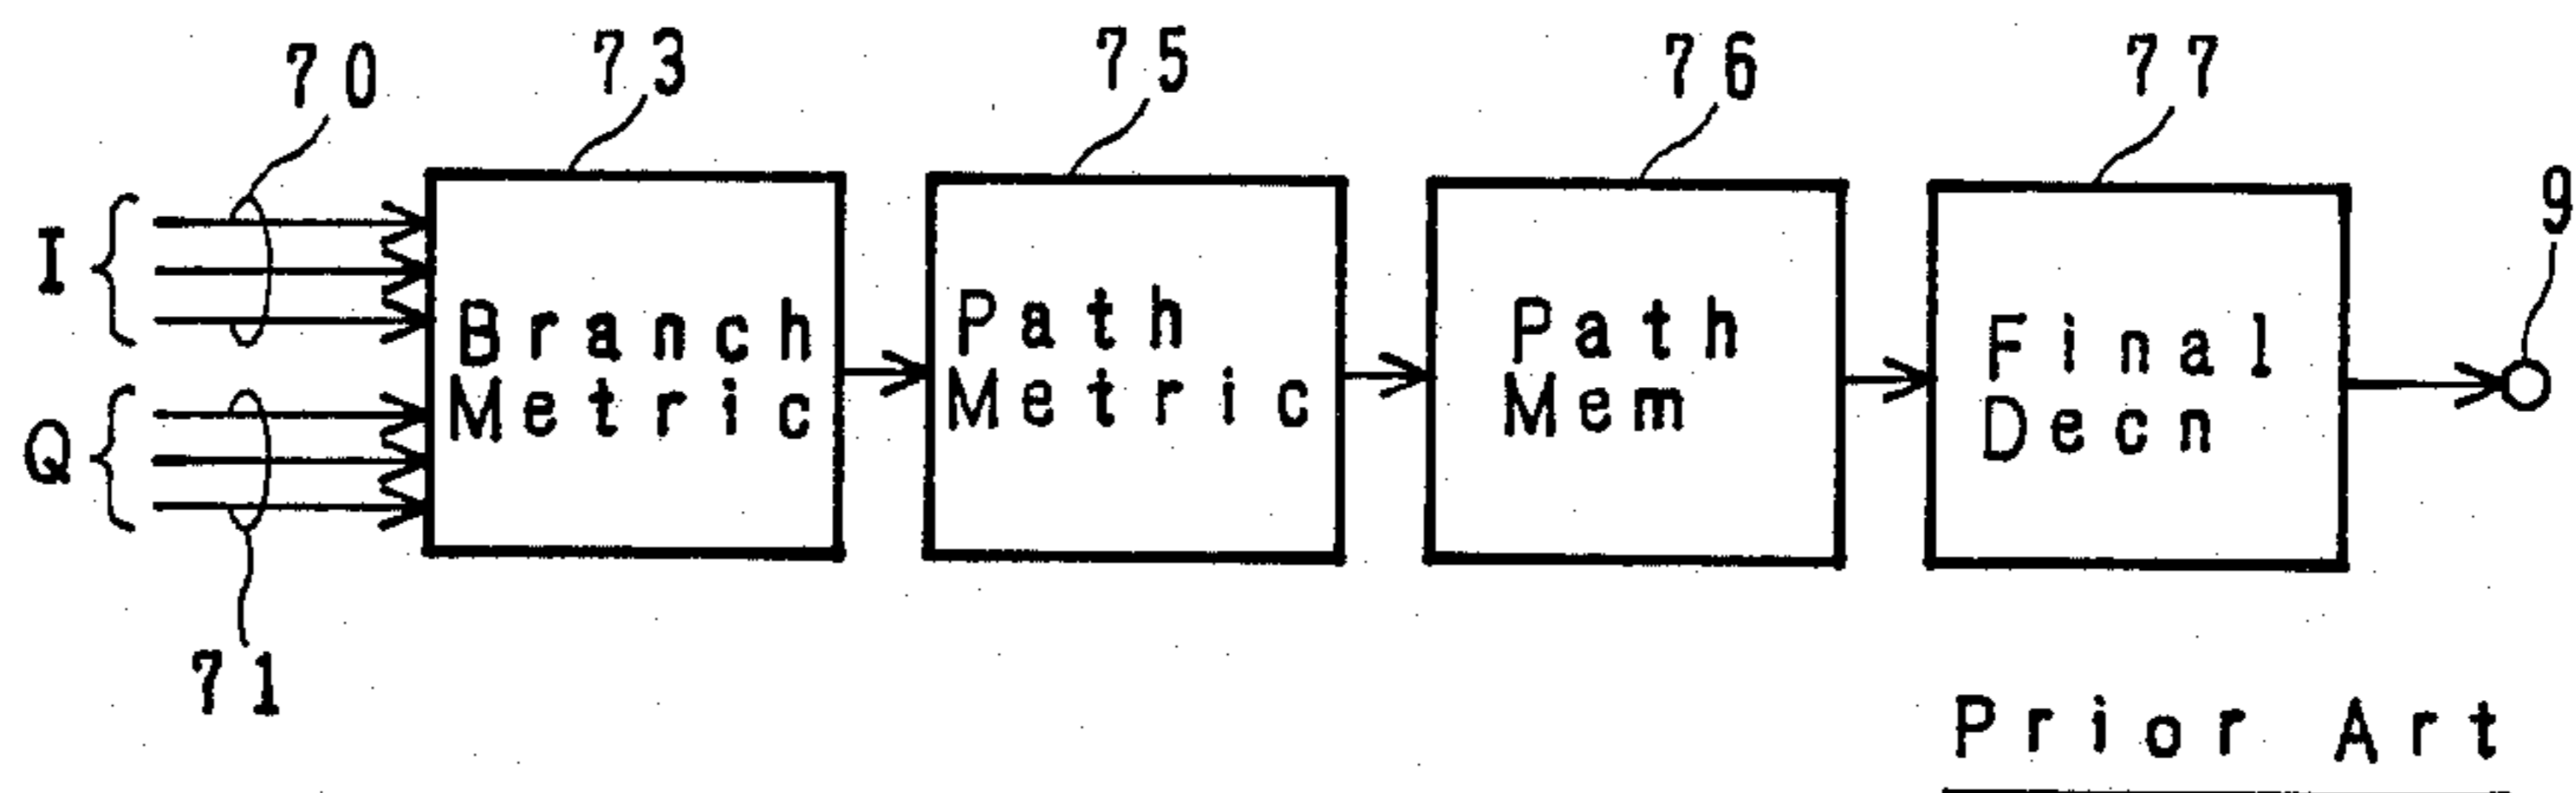 70
73
75
76
77
9
I
Q
Branch
Metric
Path
Metric
Path
Mem
Final
Decn
71
Prior Art